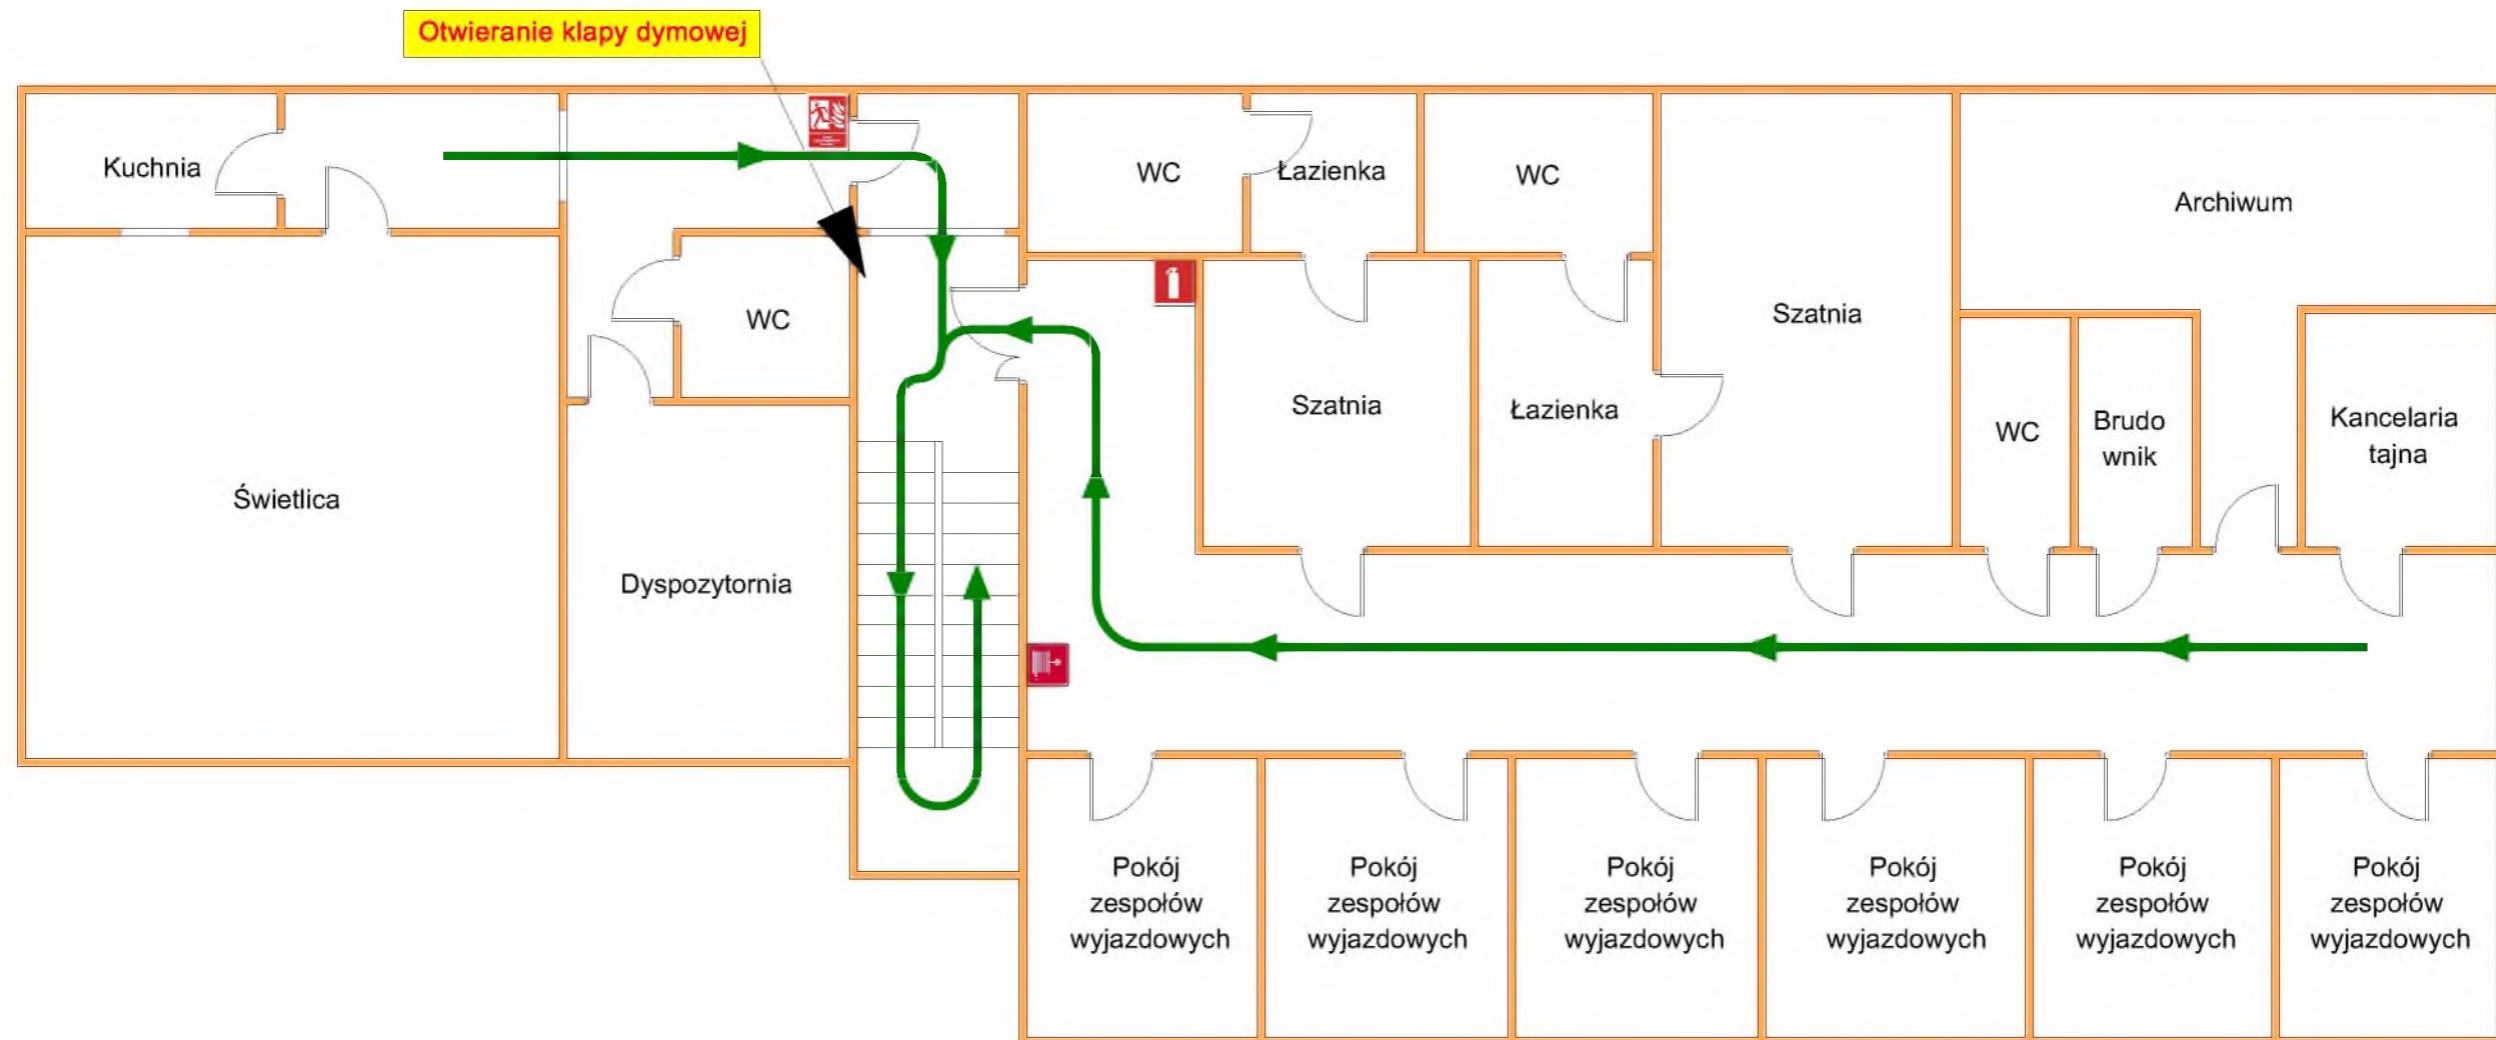 Otwieranie klapy dymowej
Kuchnia
WC
Łazienka
WC
Archiwum
WC
Szatnia
Szatnia
Łazienka
WC
Brudo
wnik
Kancelaria
tajna
Świetlica
Dyspozytornia
Pokój
zespołów
wyjazdowych
Pokój
zespołów
wyjazdowych
Pokój
zespołów
wyjazdowych
Pokój
zespołów
wyjazdowych
Pokój
zespołów
wyjazdowych
Pokój
zespołów
wyjazdowych